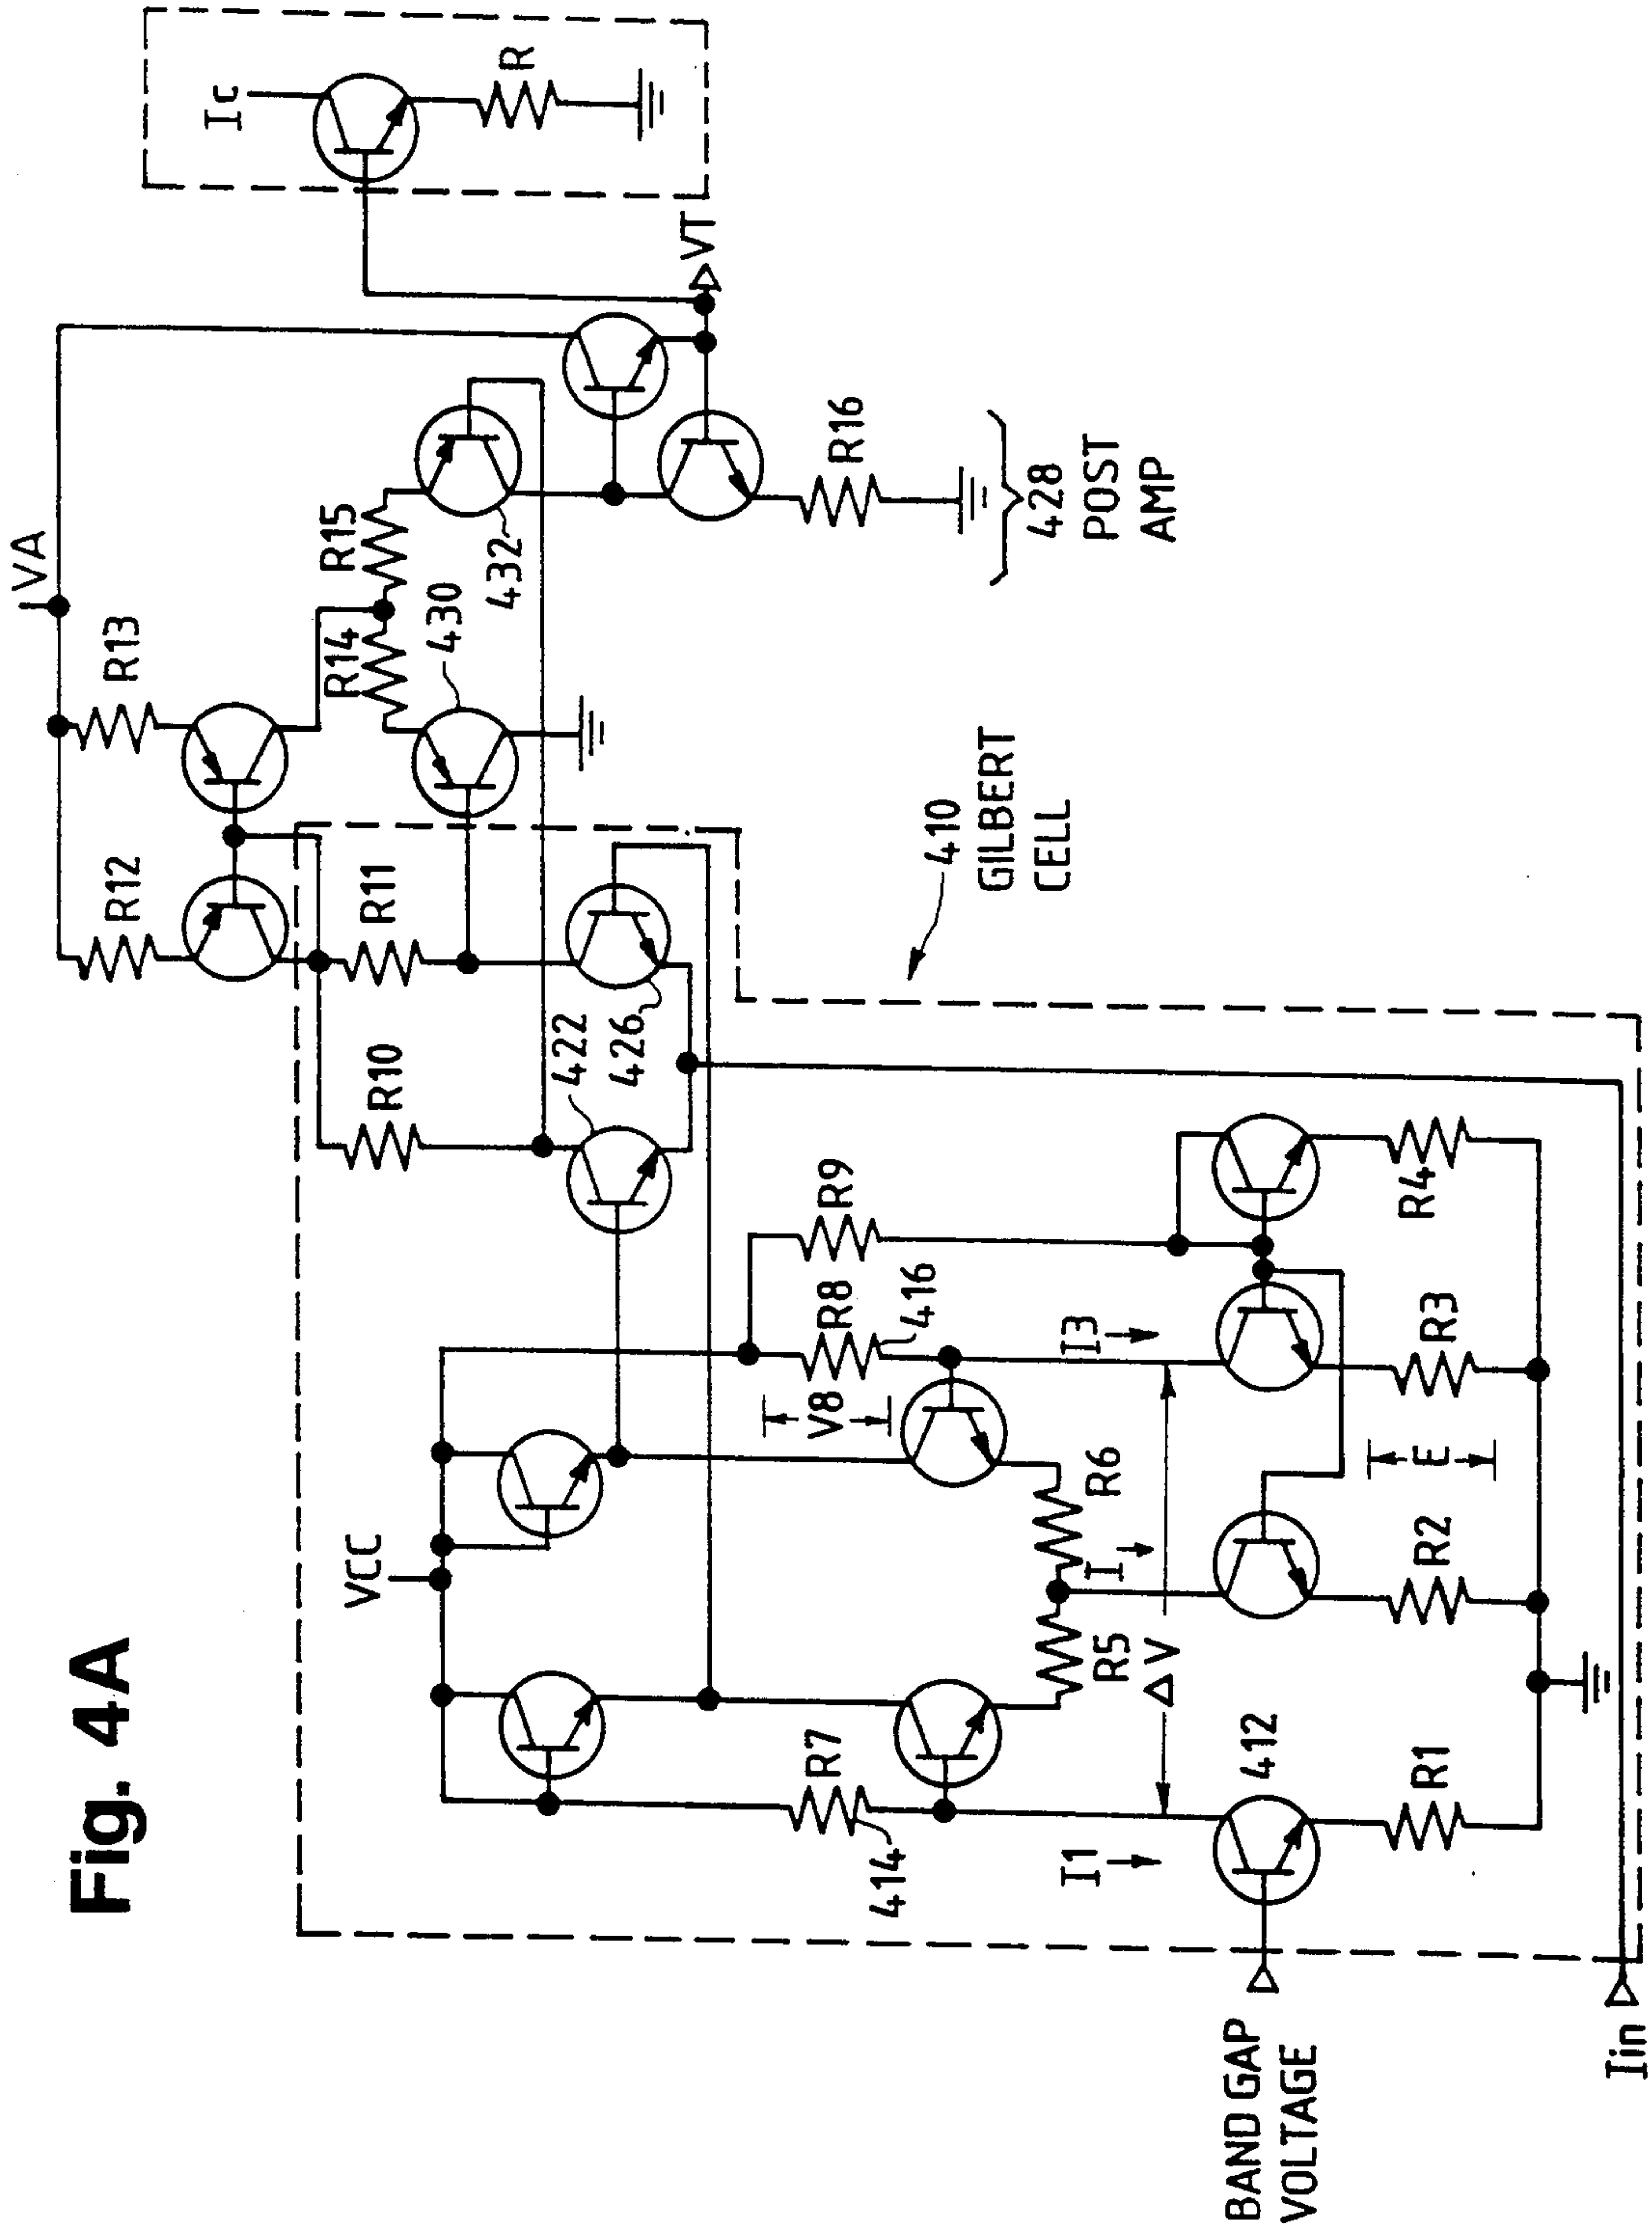 Fig. 4A
VA
R12
R13
R11
R10
R14
R15
430
432
422
426
Ic
R
VT
R16
428
POST
AMP
410
GILBERT
CELL
VCC
R7
414
V8
R8
416
R9
R5
R6
I
ΔV
I1
I3
412
E
R1
R2
R3
R4
BAND GAP
VOLTAGE
Iin